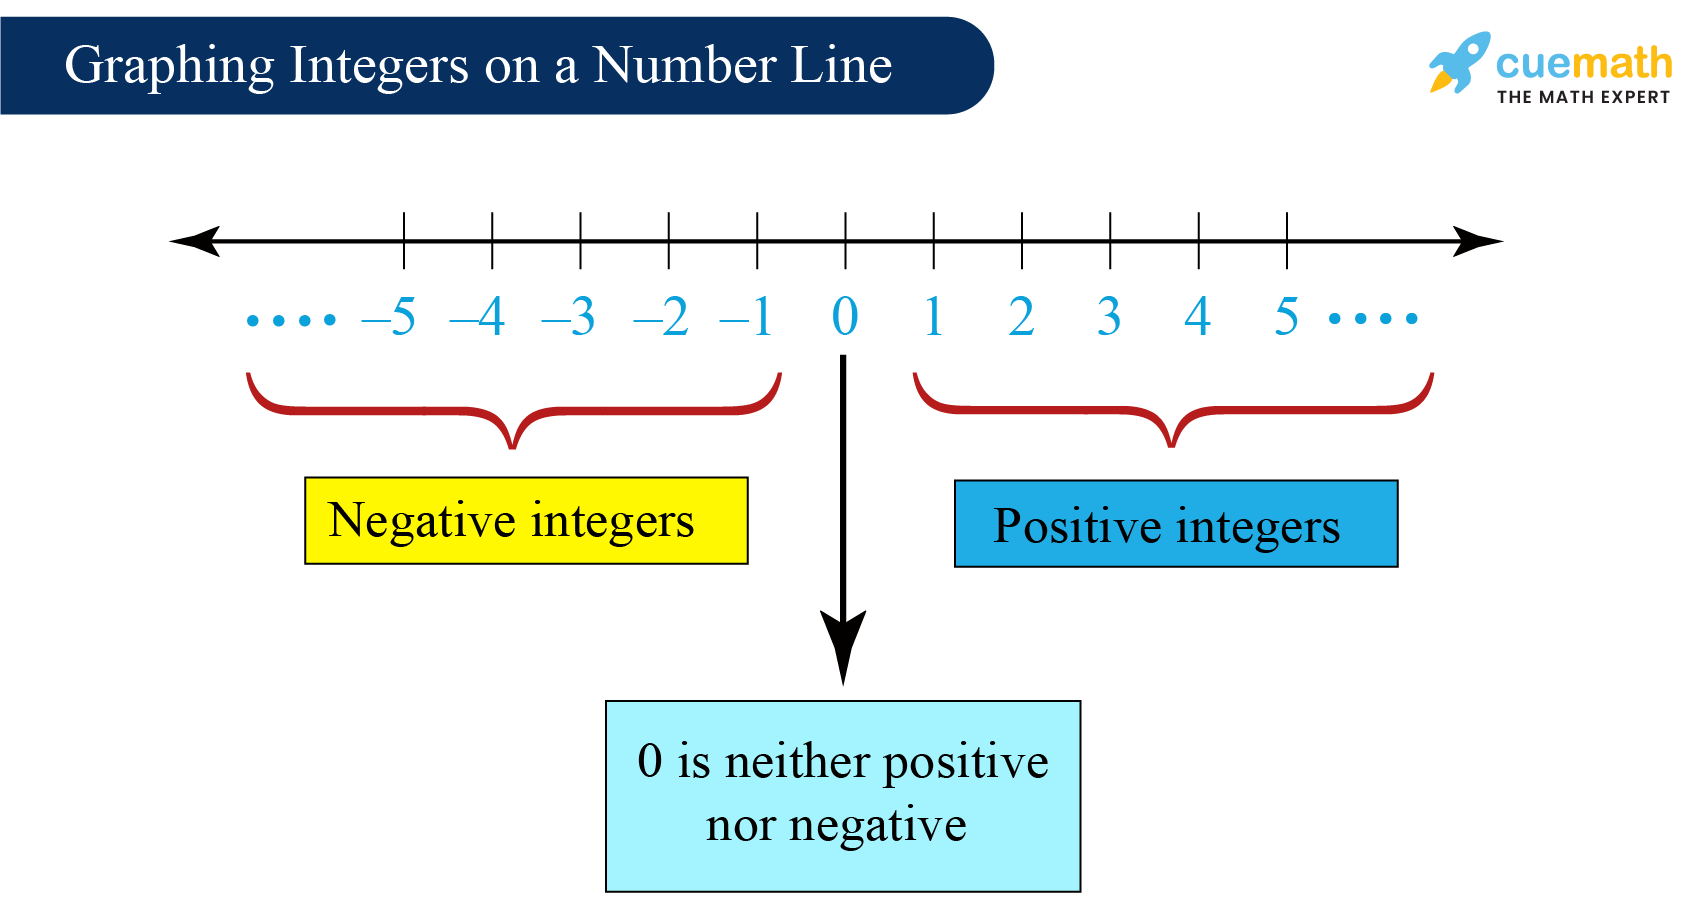 Graphing Integers on a Number Line
cuemath
THE MATH EXPERT
.... –5 –4 –3 –2 –1 0 1 2 3 4 5 ....
Negative integers
Positive integers
0 is neither positive
nor negative